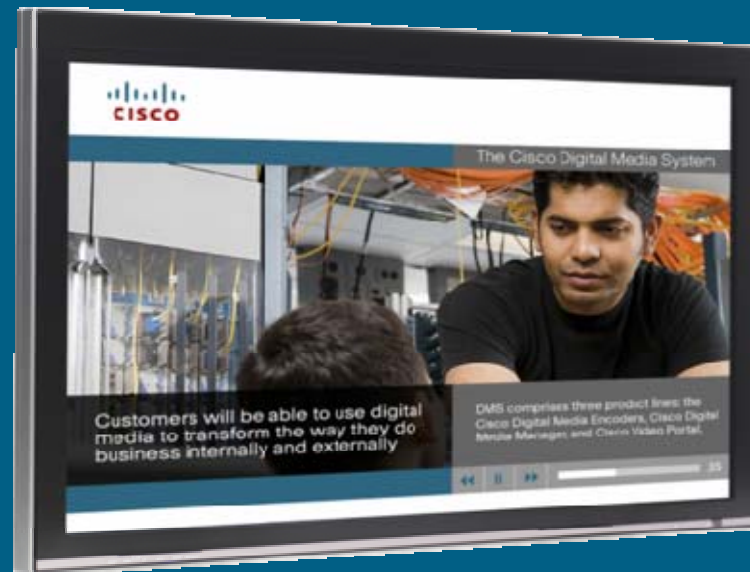 CISCO
The Cisco Digital Media System
Customers will be able to use digital
media to transform the way they do
business internally and externally
DMS comprises three product lines: the
Cisco Digital Media Encoders, Cisco Digital
Media Manager, and Cisco Video Portal.
35